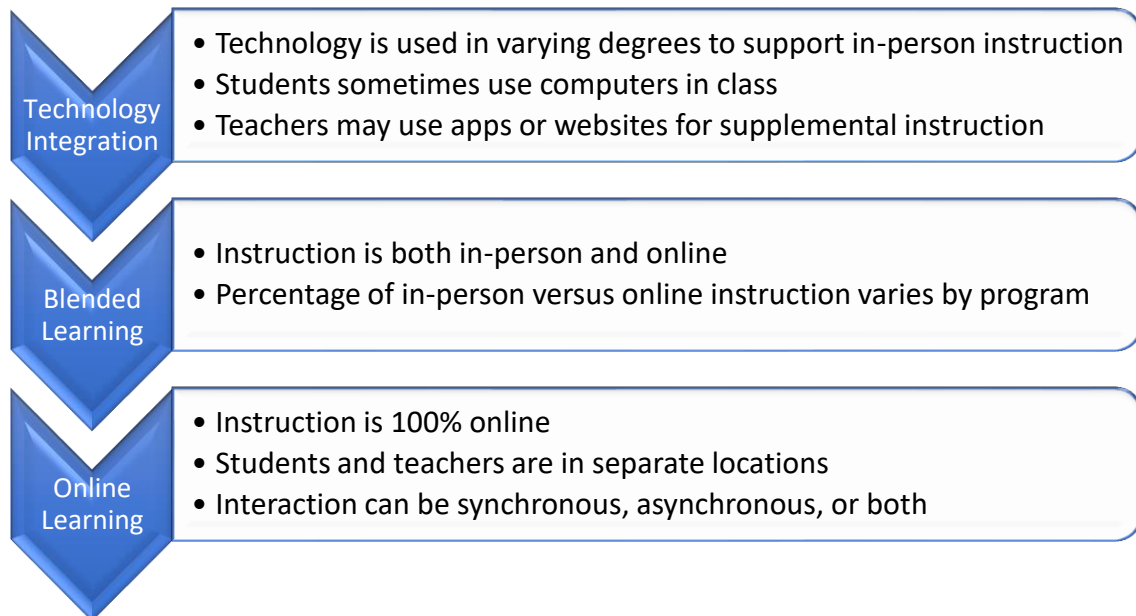 Technology
Integration
• Technology is used in varying degrees to support in-person instruction
• Students sometimes use computers in class
• Teachers may use apps or websites for supplemental instruction
Blended
Learning
• Instruction is both in-person and online
• Percentage of in-person versus online instruction varies by program
Online
Learning
• Instruction is 100% online
• Students and teachers are in separate locations
• Interaction can be synchronous, asynchronous, or both